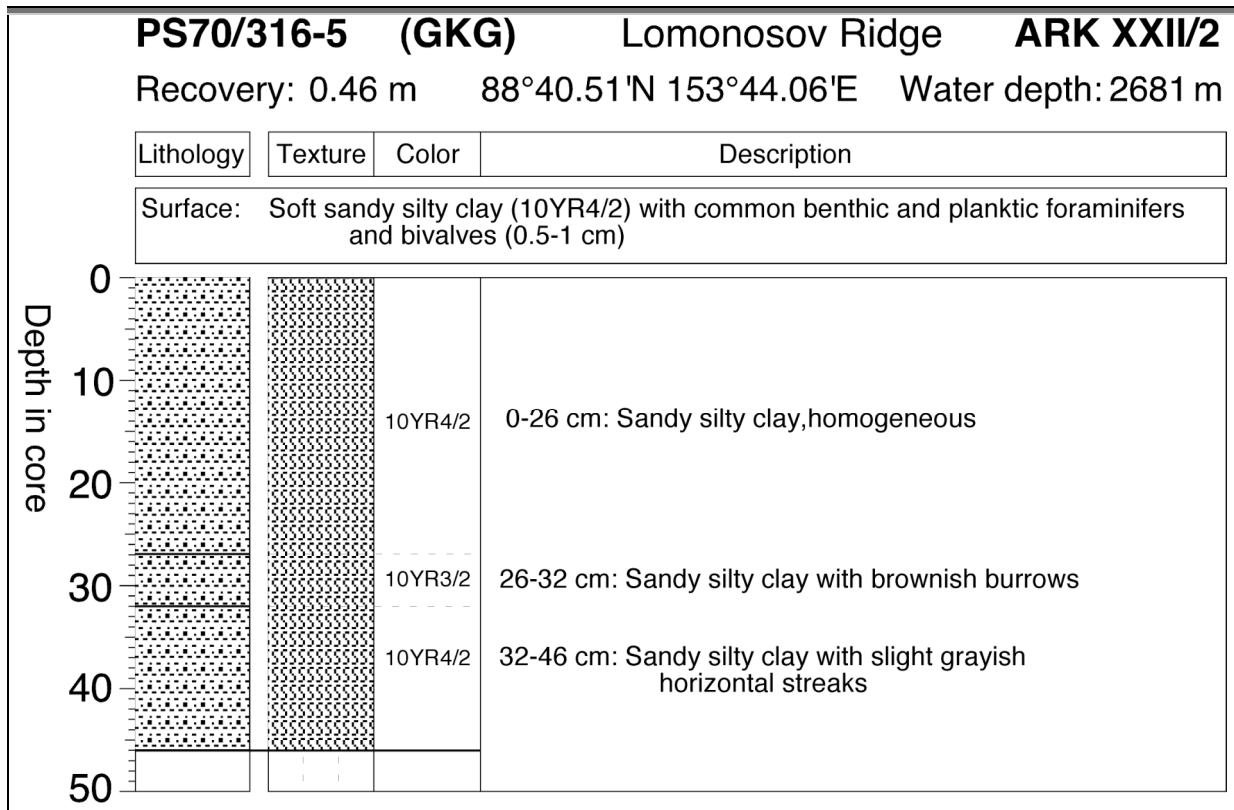 PS70/316-5 (GKG) Lomonosov Ridge ARK XXII/2
Recovery: 0.46 m 88°40.51'N 153°44.06'E Water depth: 2681 m
Lithology Texture Color Description
Surface: Soft sandy silty clay (10YR4/2) with common benthic and planktic foraminifers
and bivalves (0.5-1 cm)
Depth in core
0
10
10YR4/2 0-26 cm: Sandy silty clay,homogeneous
20
30 10YR3/2 26-32 cm: Sandy silty clay with brownish burrows
10YR4/2 32-46 cm: Sandy silty clay with slight grayish
horizontal streaks
40
50